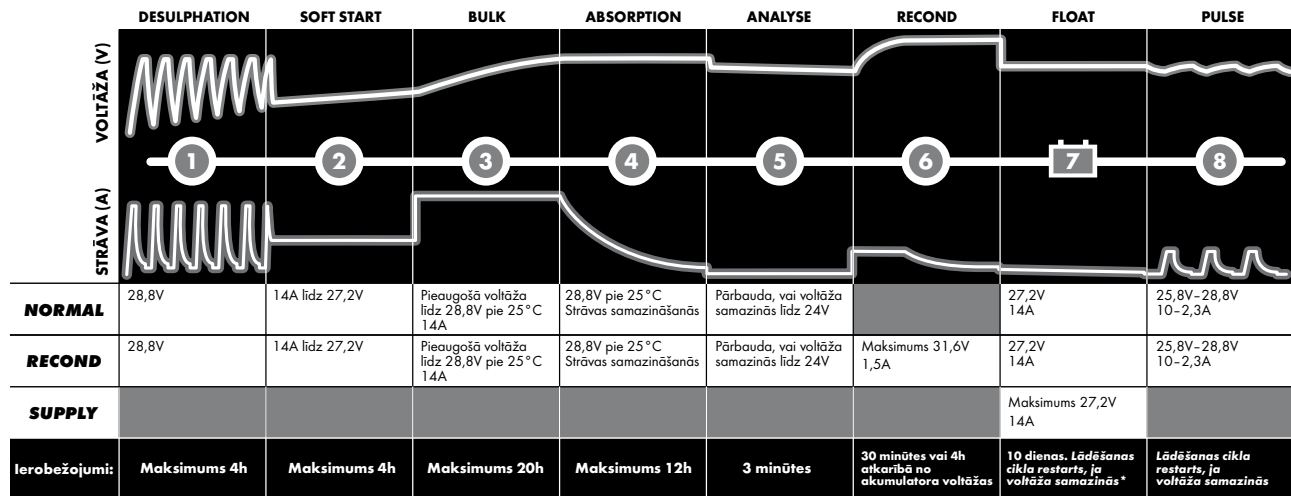 DESULPHATION SOFT START BULK ABSORPTION ANALYSE RECOND FLOAT PULSE
VOLTĀŽA (V)
1 2 3 4 5 6 7 8
STRĀVA (A)
NORMAL
28,8V
14A līdz 27,2V
Pieaugošā voltāža
līdz 28,8V pie 25°C
14A
28,8V pie 25°C
Strāvas samazināšanās
Pārbauda, vai voltāža
samazinās līdz 24V
27,2V
14A
25,8V–28,8V
10–2,3A
RECOND
28,8V
14A līdz 27,2V
Pieaugošā voltāža
līdz 28,8V pie 25°C
14A
28,8V pie 25°C
Strāvas samazināšanās
Pārbauda, vai voltāža
samazinās līdz 24V
Maksimums 31,6V
1,5A
27,2V
14A
25,8V–28,8V
10–2,3A
SUPPLY
Maksimums 27,2V
14A
Ierobežojumi:
Maksimums 4h
Maksimums 4h
Maksimums 20h
Maksimums 12h
3 minūtes
30 minūtes vai 4h
atkarībā no
akumulatora voltāžas
10 dienas. Lādēšanas
cikla restarts, ja
voltāža samazinās*
Lādēšanas cikla
restarts, ja
voltāža samazinās